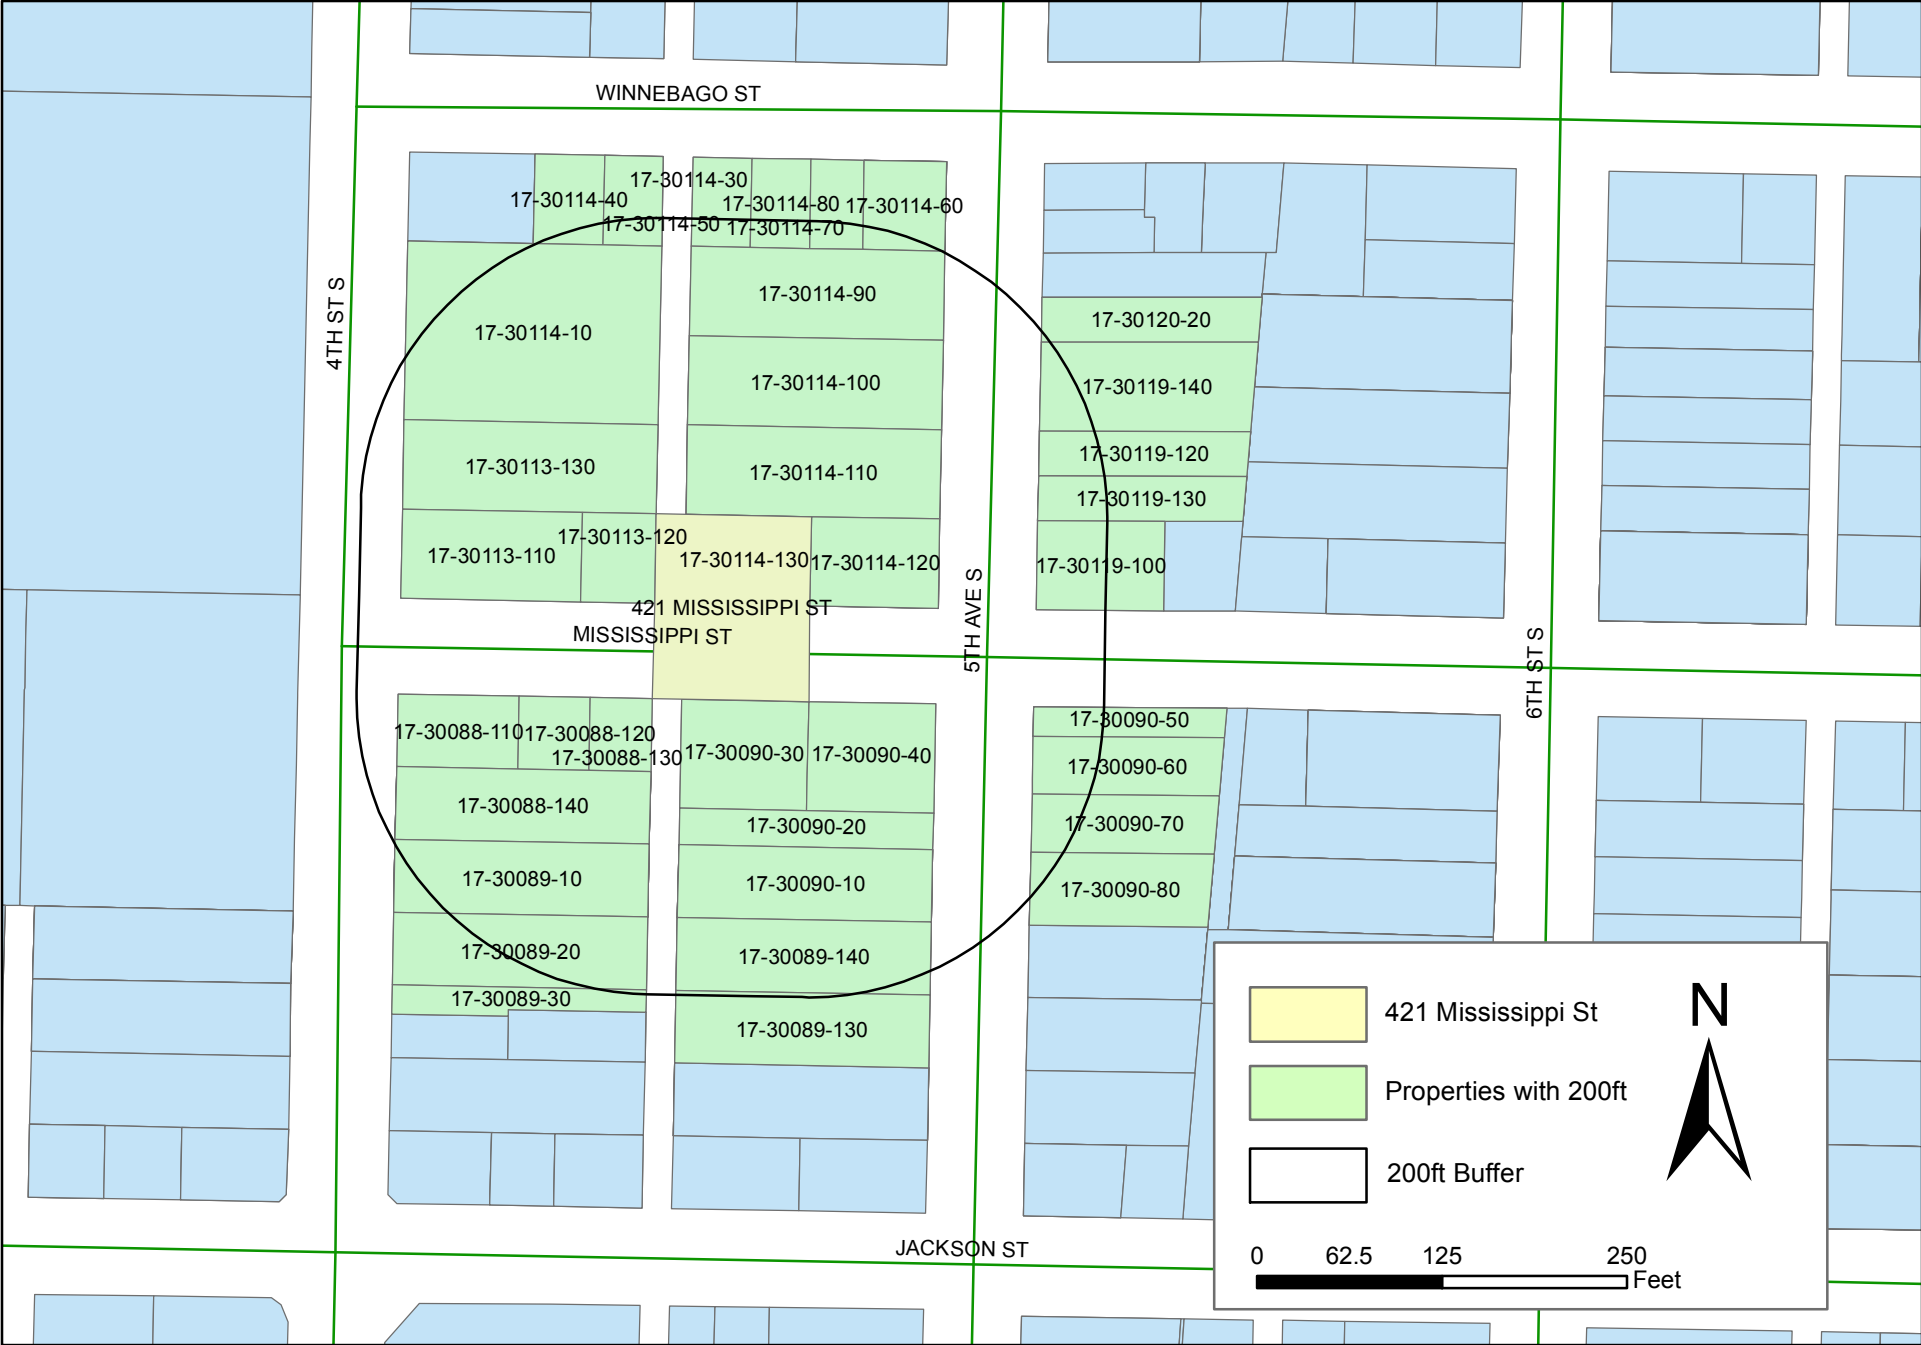 WINNEBAGO ST
17-30114-30
17-30114-40
17-30114-80
17-30114-60
17-30114-50
17-30114-70
17-30114-90
4TH ST S
17-30114-10
17-30120-20
17-30114-100
17-30119-140
17-30113-130
17-30114-110
17-30119-120
17-30119-130
17-30113-120
17-30113-110
17-30114-130
17-30114-120
17-30119-100
421 MISSISSIPPI ST
MISSISSIPPI ST
5TH AVE S
6TH ST S
17-30090-50
17-30088-110
17-30088-120
17-30088-130
17-30090-30
17-30090-40
17-30090-60
17-30088-140
17-30090-20
17-30090-70
17-30089-10
17-30090-10
17-30090-80
17-30089-20
17-30089-140
17-30089-30
17-30089-130
JACKSON ST
421 Mississippi St
N
Properties with 200ft
200ft Buffer
0 62.5 125 250
Feet